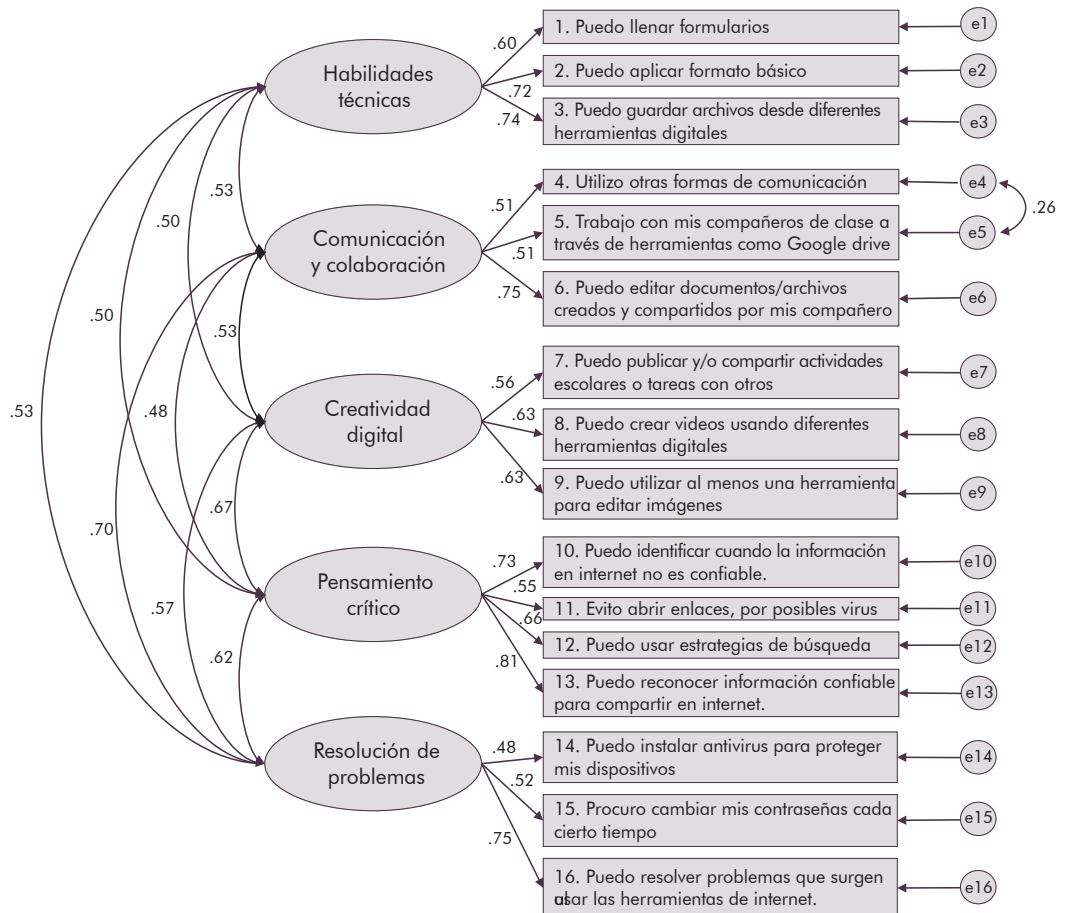 Habilidades
técnicas
.60
.72
.74
1. Puedo llenar formularios
e1
2. Puedo aplicar formato básico
e2
3. Puedo guardar archivos desde diferentes
herramientas digitales
e3
.53
.50
Comunicación
y colaboración
.51
.51
.75
4. Utilizo otras formas de comunicación
e4
.26
5. Trabajo con mis compañeros de clase a
través de herramientas como Google drive
e5
6. Puedo editar documentos/archivos
creados y compartidos por mis compañero
e6
.50
.53
.53
.48
Creatividad
digital
.56
.63
.63
7. Puedo publicar y/o compartir actividades
escolares o tareas con otros
e7
8. Puedo crear videos usando diferentes
herramientas digitales
e8
9. Puedo utilizar al menos una herramienta
para editar imágenes
e9
.67
.70
Pensamiento
crítico
.73
.55
.66
.81
10. Puedo identificar cuando la información
en internet no es confiable.
e10
11. Evito abrir enlaces, por posibles virus
e11
12. Puedo usar estrategias de búsqueda
e12
13. Puedo reconocer información confiable
para compartir en internet.
e13
.57
.62
Resolución de
problemas
.48
.52
.75
14. Puedo instalar antivirus para proteger
mis dispositivos
e14
15. Procuro cambiar mis contraseñas cada
cierto tiempo
e15
16. Puedo resolver problemas que surgen
usar las herramientas de internet.
e16